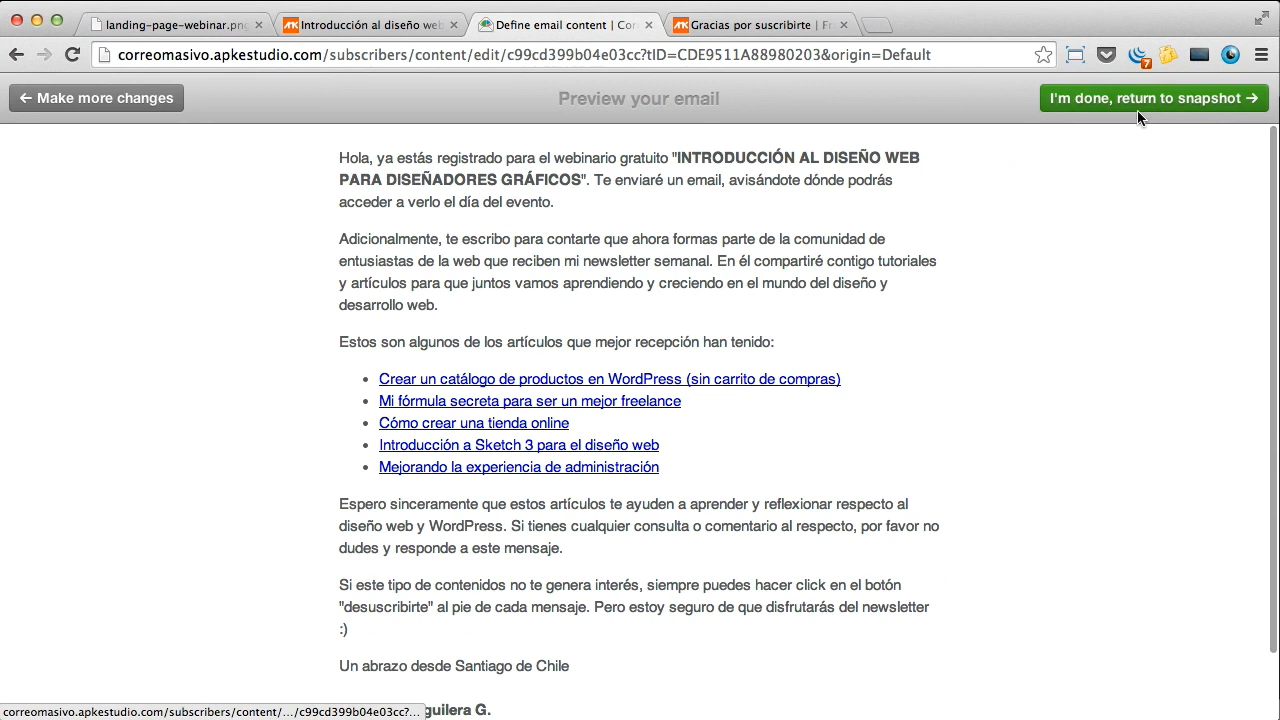 landing-page-webinar.pn
Introducción al diseño web
Define email content | Co
Gracias por suscribirte | Fr
correomasivo.apkestudio.com/subscribers/content/edit/c99cd399b04e03cc?tID=CDE9511A88980203&origin=Default
7
← Make more changes
Preview your email
I'm done, return to snapshot →
Hola, ya estás registrado para el webinario gratuito "INTRODUCCIÓN AL DISEÑO WEB
PARA DISEÑADORES GRÁFICOS". Te enviaré un email, avisándote dónde podrás
acceder a verlo el día del evento.
Adicionalmente, te escribo para contarte que ahora formas parte de la comunidad de
entusiastas de la web que reciben mi newsletter semanal. En él compartiré contigo tutoriales
y artículos para que juntos vamos aprendiendo y creciendo en el mundo del diseño y
desarrollo web.
Estos son algunos de los artículos que mejor recepción han tenido:
• Crear un catálogo de productos en WordPress (sin carrito de compras)
• Mi fórmula secreta para ser un mejor freelance
• Cómo crear una tienda online
• Introducción a Sketch 3 para el diseño web
• Mejorando la experiencia de administración
Espero sinceramente que estos artículos te ayuden a aprender y reflexionar respecto al
diseño web y WordPress. Si tienes cualquier consulta o comentario al respecto, por favor no
dudes y responde a este mensaje.
Si este tipo de contenidos no te genera interés, siempre puedes hacer click en el botón
"desuscribirte" al pie de cada mensaje. Pero estoy seguro de que disfrutarás del newsletter
:)
Un abrazo desde Santiago de Chile
guilera G.
correomasivo.apkestudio.com/subscribers/content/.../c99cd399b04e03cc?...